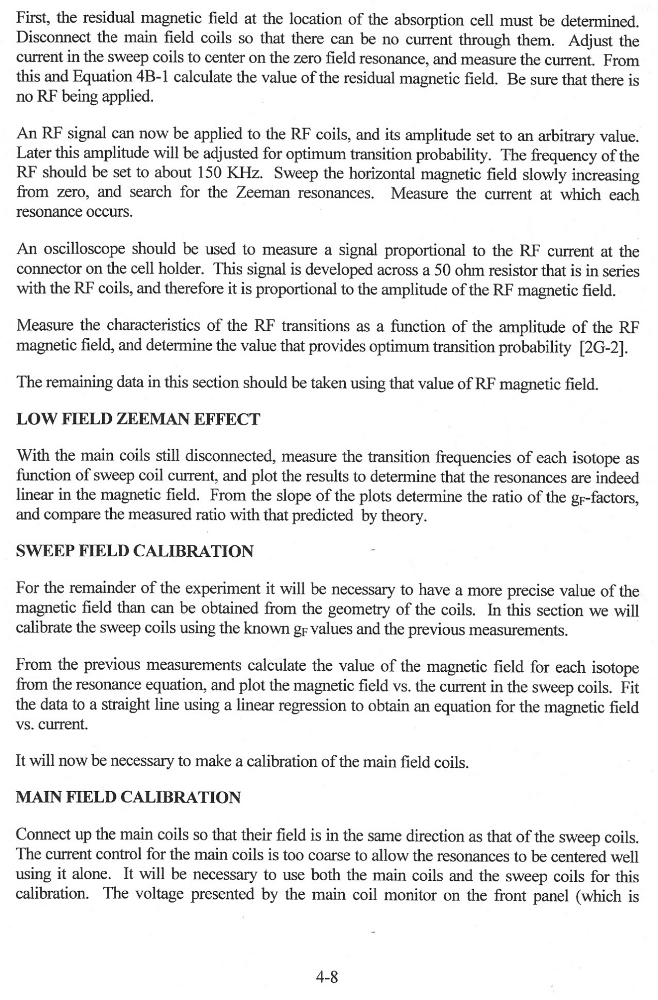 First, the residual magnetic field at the location of the absorption cell must be determined.
Disconnect the main field coils so that there can be no current through them. Adjust the
current in the sweep coils to center on the zero field resonance, and measure the current. From
this and Equation 4B-1 calculate the value of the residual magnetic field. Be sure that there is
no RF being applied.
An RF signal can now be applied to the RF coils, and its amplitude set to an arbitrary value.
Later this amplitude will be adjusted for optimum transition probability. The frequency of the
RF should be set to about 150 KHz. Sweep the horizontal magnetic field slowly increasing
from zero, and search for the Zeeman resonances. Measure the current at which each
resonance occurs.
An oscilloscope should be used to measure a signal proportional to the RF current at the
connector on the cell holder. This signal is developed across a 50 ohm resistor that is in series
with the RF coils, and therefore it is proportional to the amplitude of the RF magnetic field.
Measure the characteristics of the RF transitions as a function of the amplitude of the RF
magnetic field, and determine the value that provides optimum transition probability [2G-2].
The remaining data in this section should be taken using that value of RF magnetic field.
LOW FIELD ZEEMAN EFFECT
With the main coils still disconnected, measure the transition frequencies of each isotope as
function of sweep coil current, and plot the results to determine that the resonances are indeed
linear in the magnetic field. From the slope of the plots determine the ratio of the gF-factors,
and compare the measured ratio with that predicted by theory.
SWEEP FIELD CALIBRATION
For the remainder of the experiment it will be necessary to have a more precise value of the
magnetic field than can be obtained from the geometry of the coils. In this section we will
calibrate the sweep coils using the known gF values and the previous measurements.
From the previous measurements calculate the value of the magnetic field for each isotope
from the resonance equation, and plot the magnetic field vs. the current in the sweep coils. Fit
the data to a straight line using a linear regression to obtain an equation for the magnetic field
vs. current.
It will now be necessary to make a calibration of the main field coils.
MAIN FIELD CALIBRATION
Connect up the main coils so that their field is in the same direction as that of the sweep coils.
The current control for the main coils is too coarse to allow the resonances to be centered well
using it alone. It will be necessary to use both the main coils and the sweep coils for this
calibration. The voltage presented by the main coil monitor on the front panel (which is
4-8